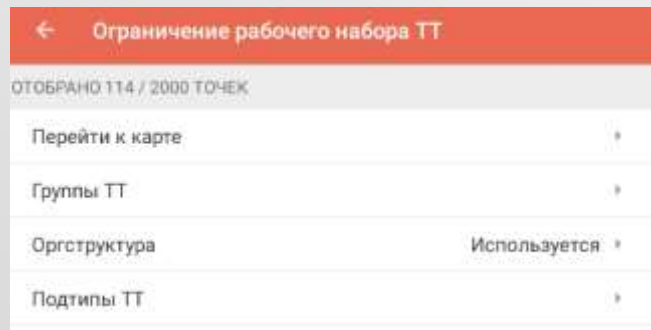 Ограничение рабочего набора ТТ
ОТОБРАНО 114 / 2000 ТОЧЕК
Перейти к карте
Группы ТТ
Оргструктура Используется
Подтипы ТТ